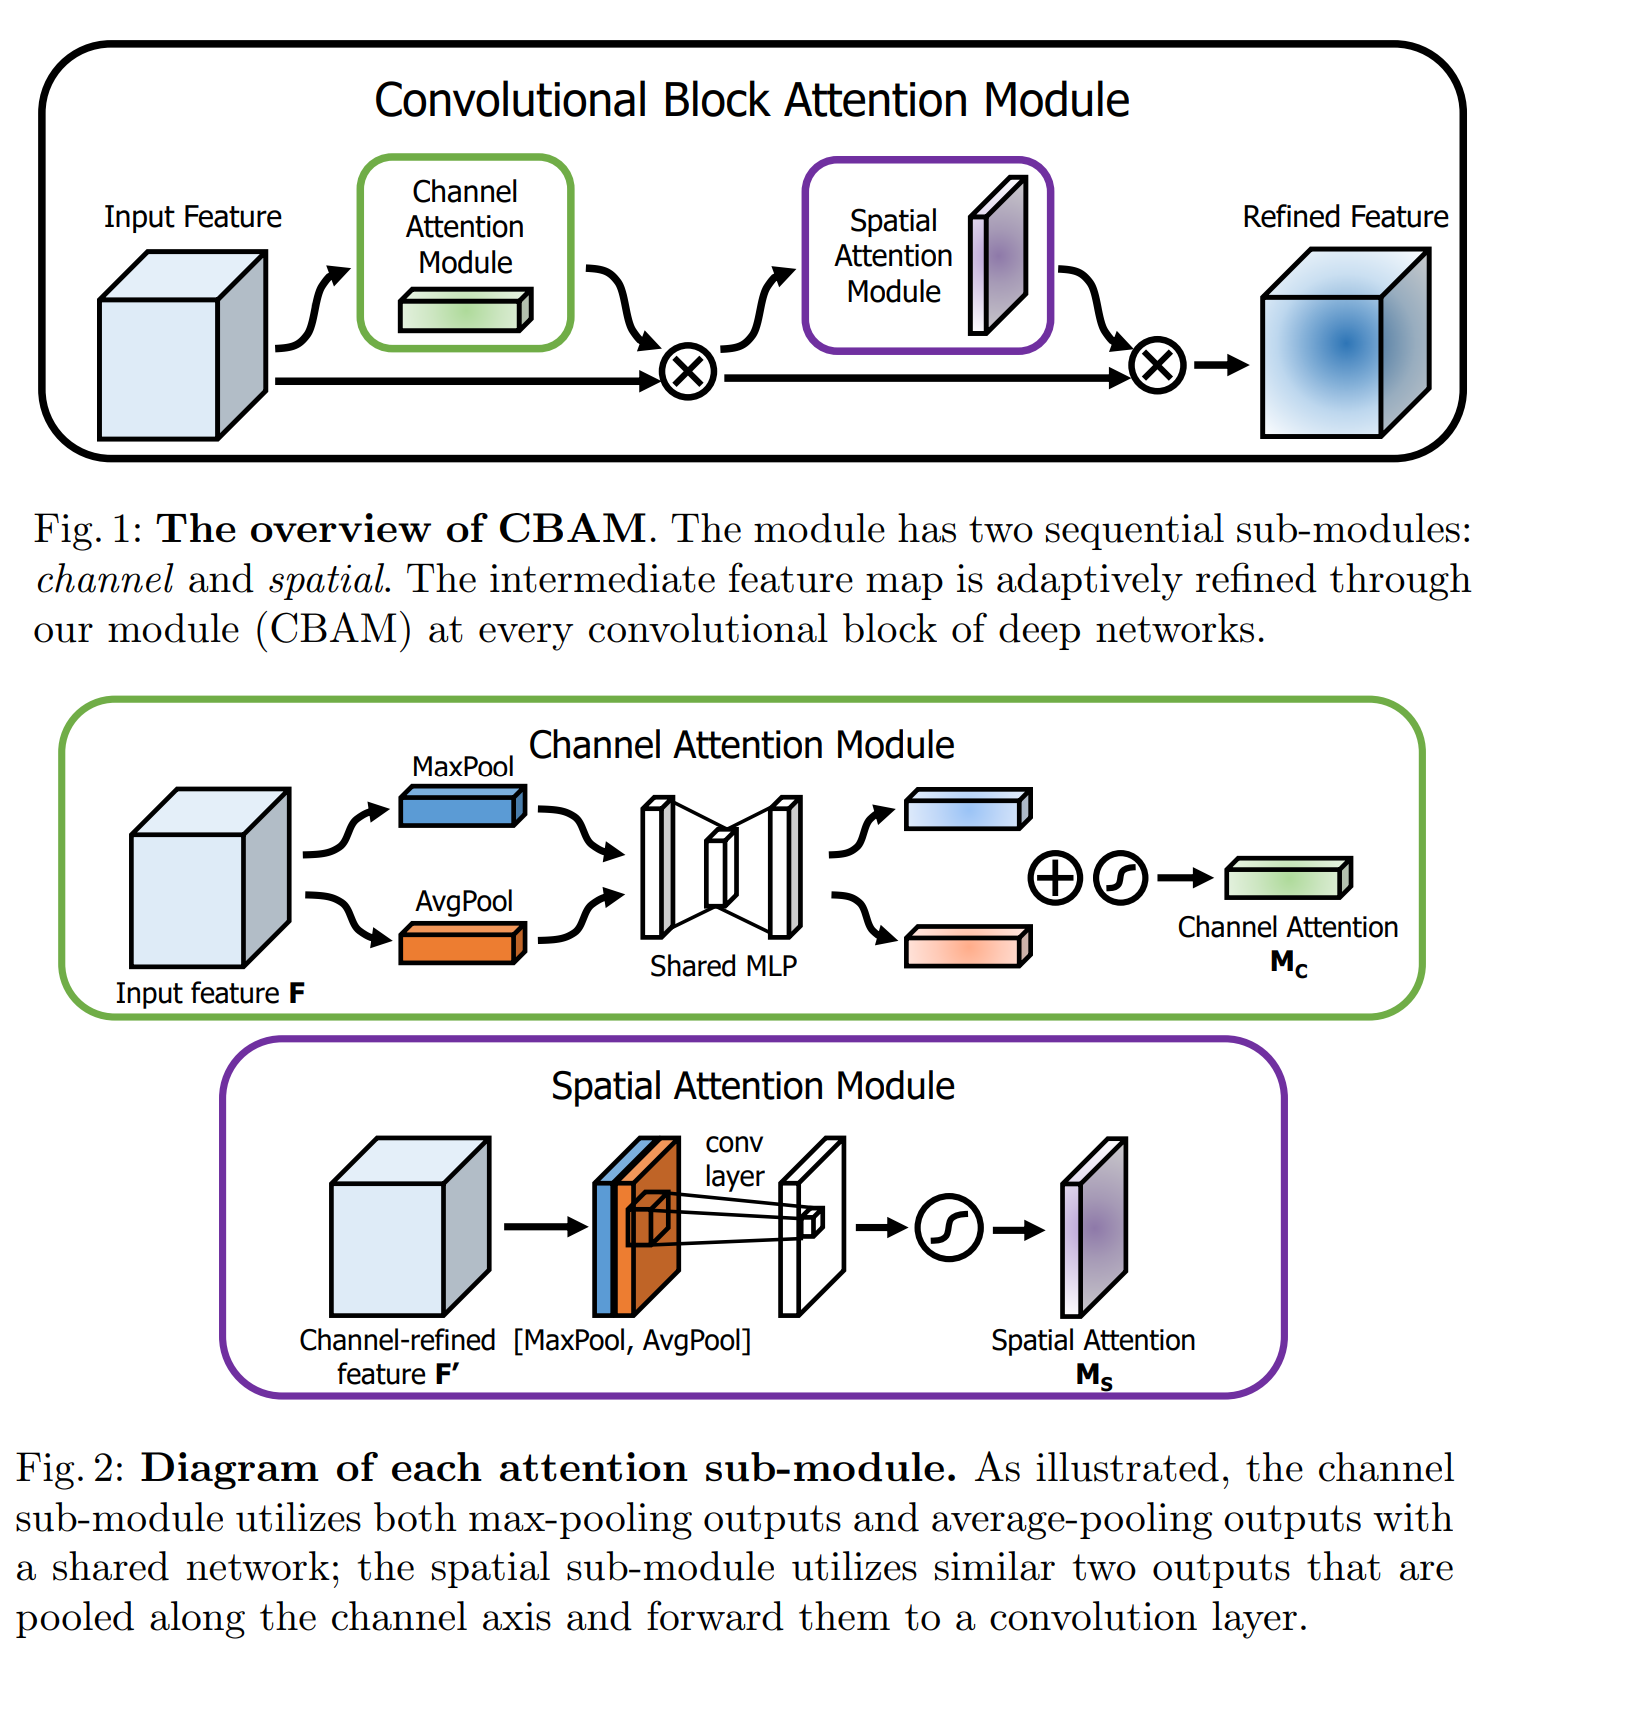 Convolutional Block Attention Module
Input Feature
Channel
Attention
Module
Spatial
Attention
Module
Refined Feature
Fig. 1: The overview of CBAM. The module has two sequential sub-modules:
channel and spatial. The intermediate feature map is adaptively refined through
our module (CBAM) at every convolutional block of deep networks.
Channel Attention Module
MaxPool
AvgPool
Input feature F
Shared MLP
Channel Attention
MC
Spatial Attention Module
conv
layer
Channel-refined
feature F’
[MaxPool, AvgPool]
Spatial Attention
MS
Fig. 2: Diagram of each attention sub-module. As illustrated, the channel
sub-module utilizes both max-pooling outputs and average-pooling outputs with
a shared network; the spatial sub-module utilizes similar two outputs that are
pooled along the channel axis and forward them to a convolution layer.